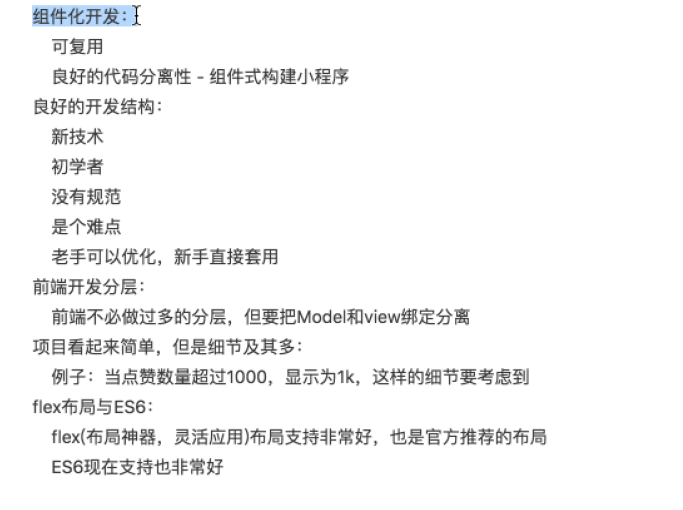 组件化开发：
可复用
良好的代码分离性 - 组件式构建小程序
良好的开发结构：
新技术
初学者
没有规范
是个难点
老手可以优化，新手直接套用
前端开发分层：
前端不必做过多的分层，但要把Model和view绑定分离
项目看起来简单，但是细节及其多：
例子：当点赞数量超过1000，显示为1k，这样的细节要考虑到
flex布局与ES6：
flex(布局神器，灵活应用)布局支持非常好，也是官方推荐的布局
ES6现在支持也非常好